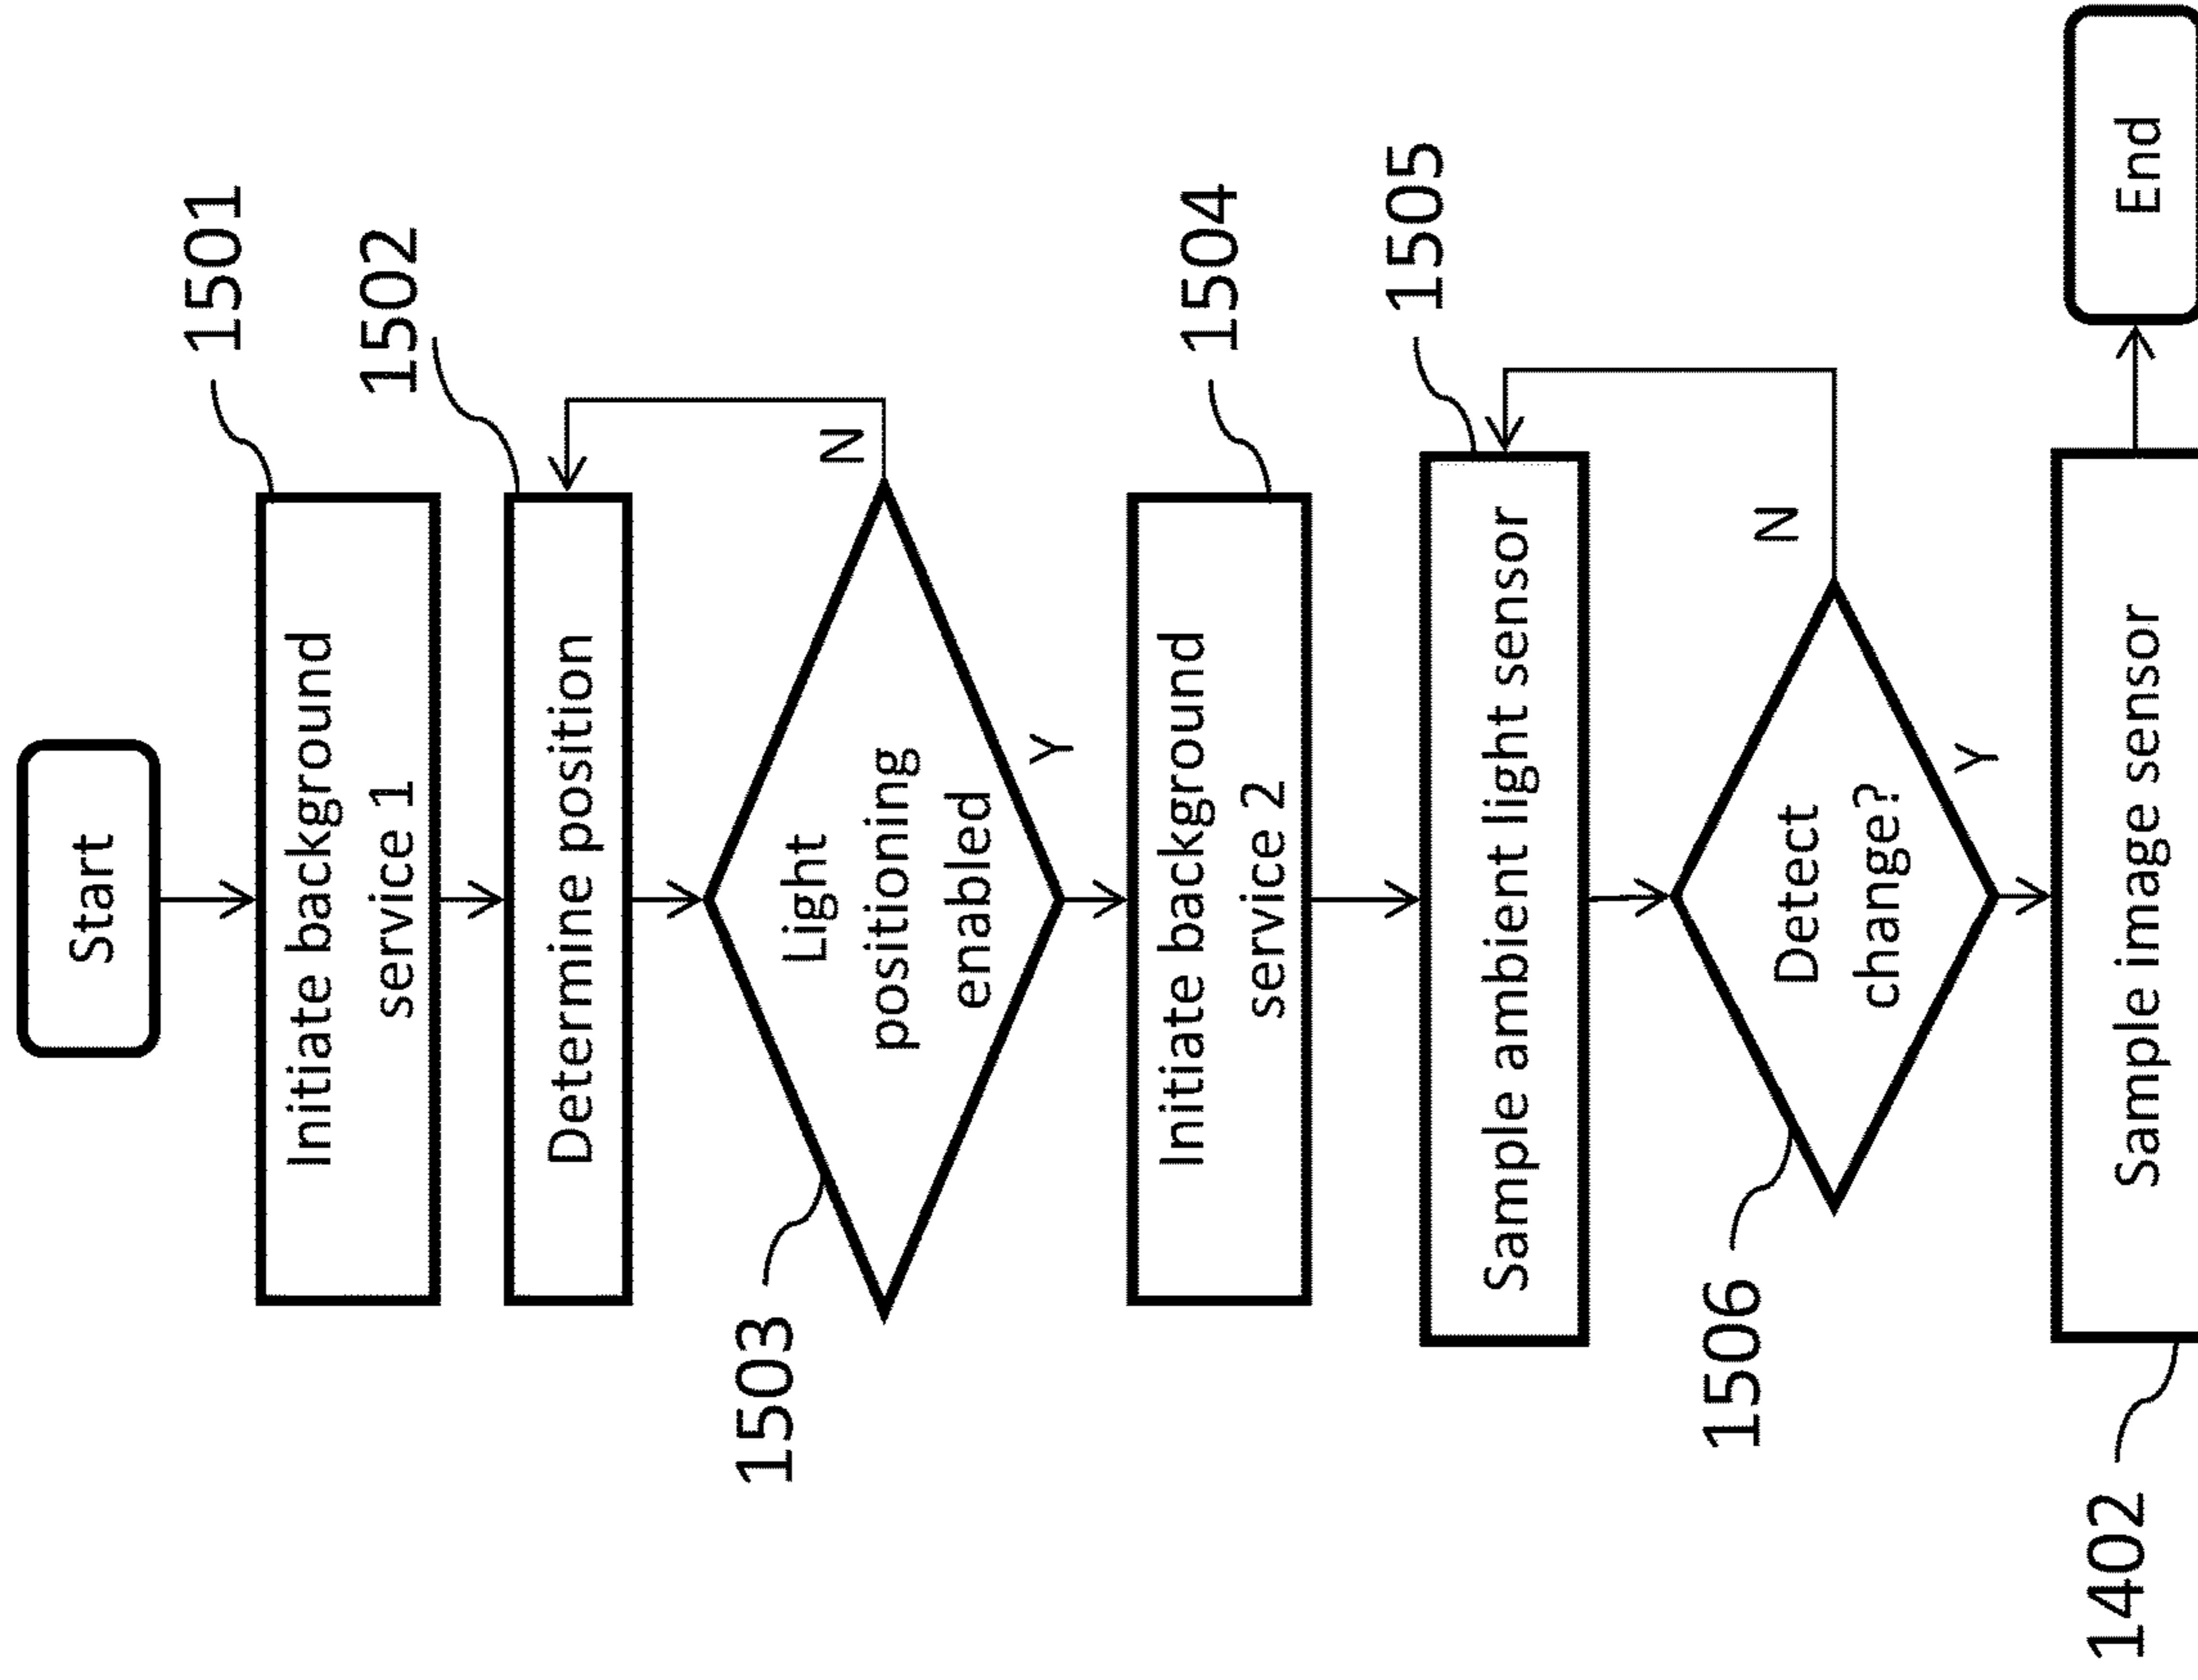 Start
1501
Initiate background
service 1
1502
Determine position
N
Light
positioning
enabled
1503
Y
1504
Initiate background
service 2
1505
Sample ambient light sensor
N
Detect
change?
1506
Y
Sample image sensor
1402
End